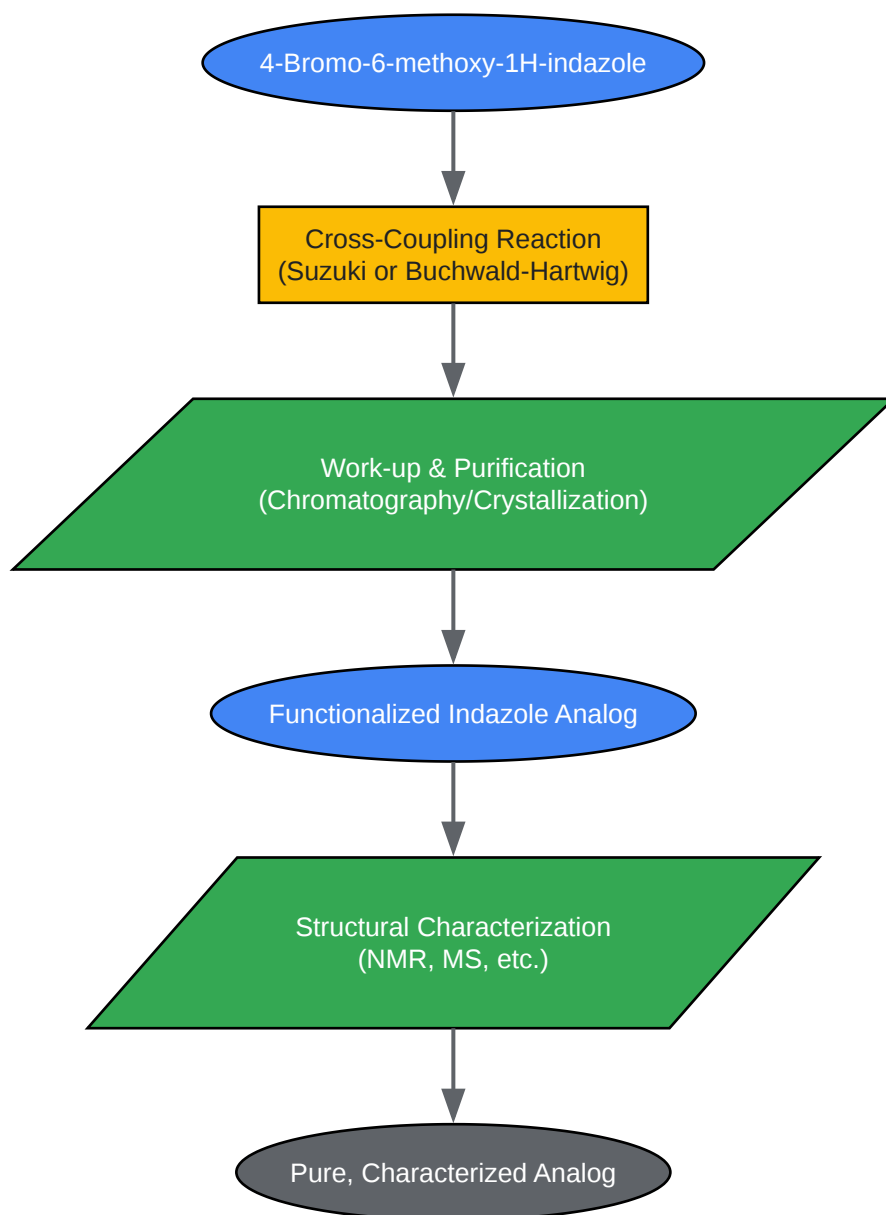 4-Bromo-6-methoxy-1H-indazole
Cross-Coupling Reaction
(Suzuki or Buchwald-Hartwig)
Work-up & Purification
(Chromatography/Crystallization)
Functionalized Indazole Analog
Structural Characterization
(NMR, MS, etc.)
Pure, Characterized Analog